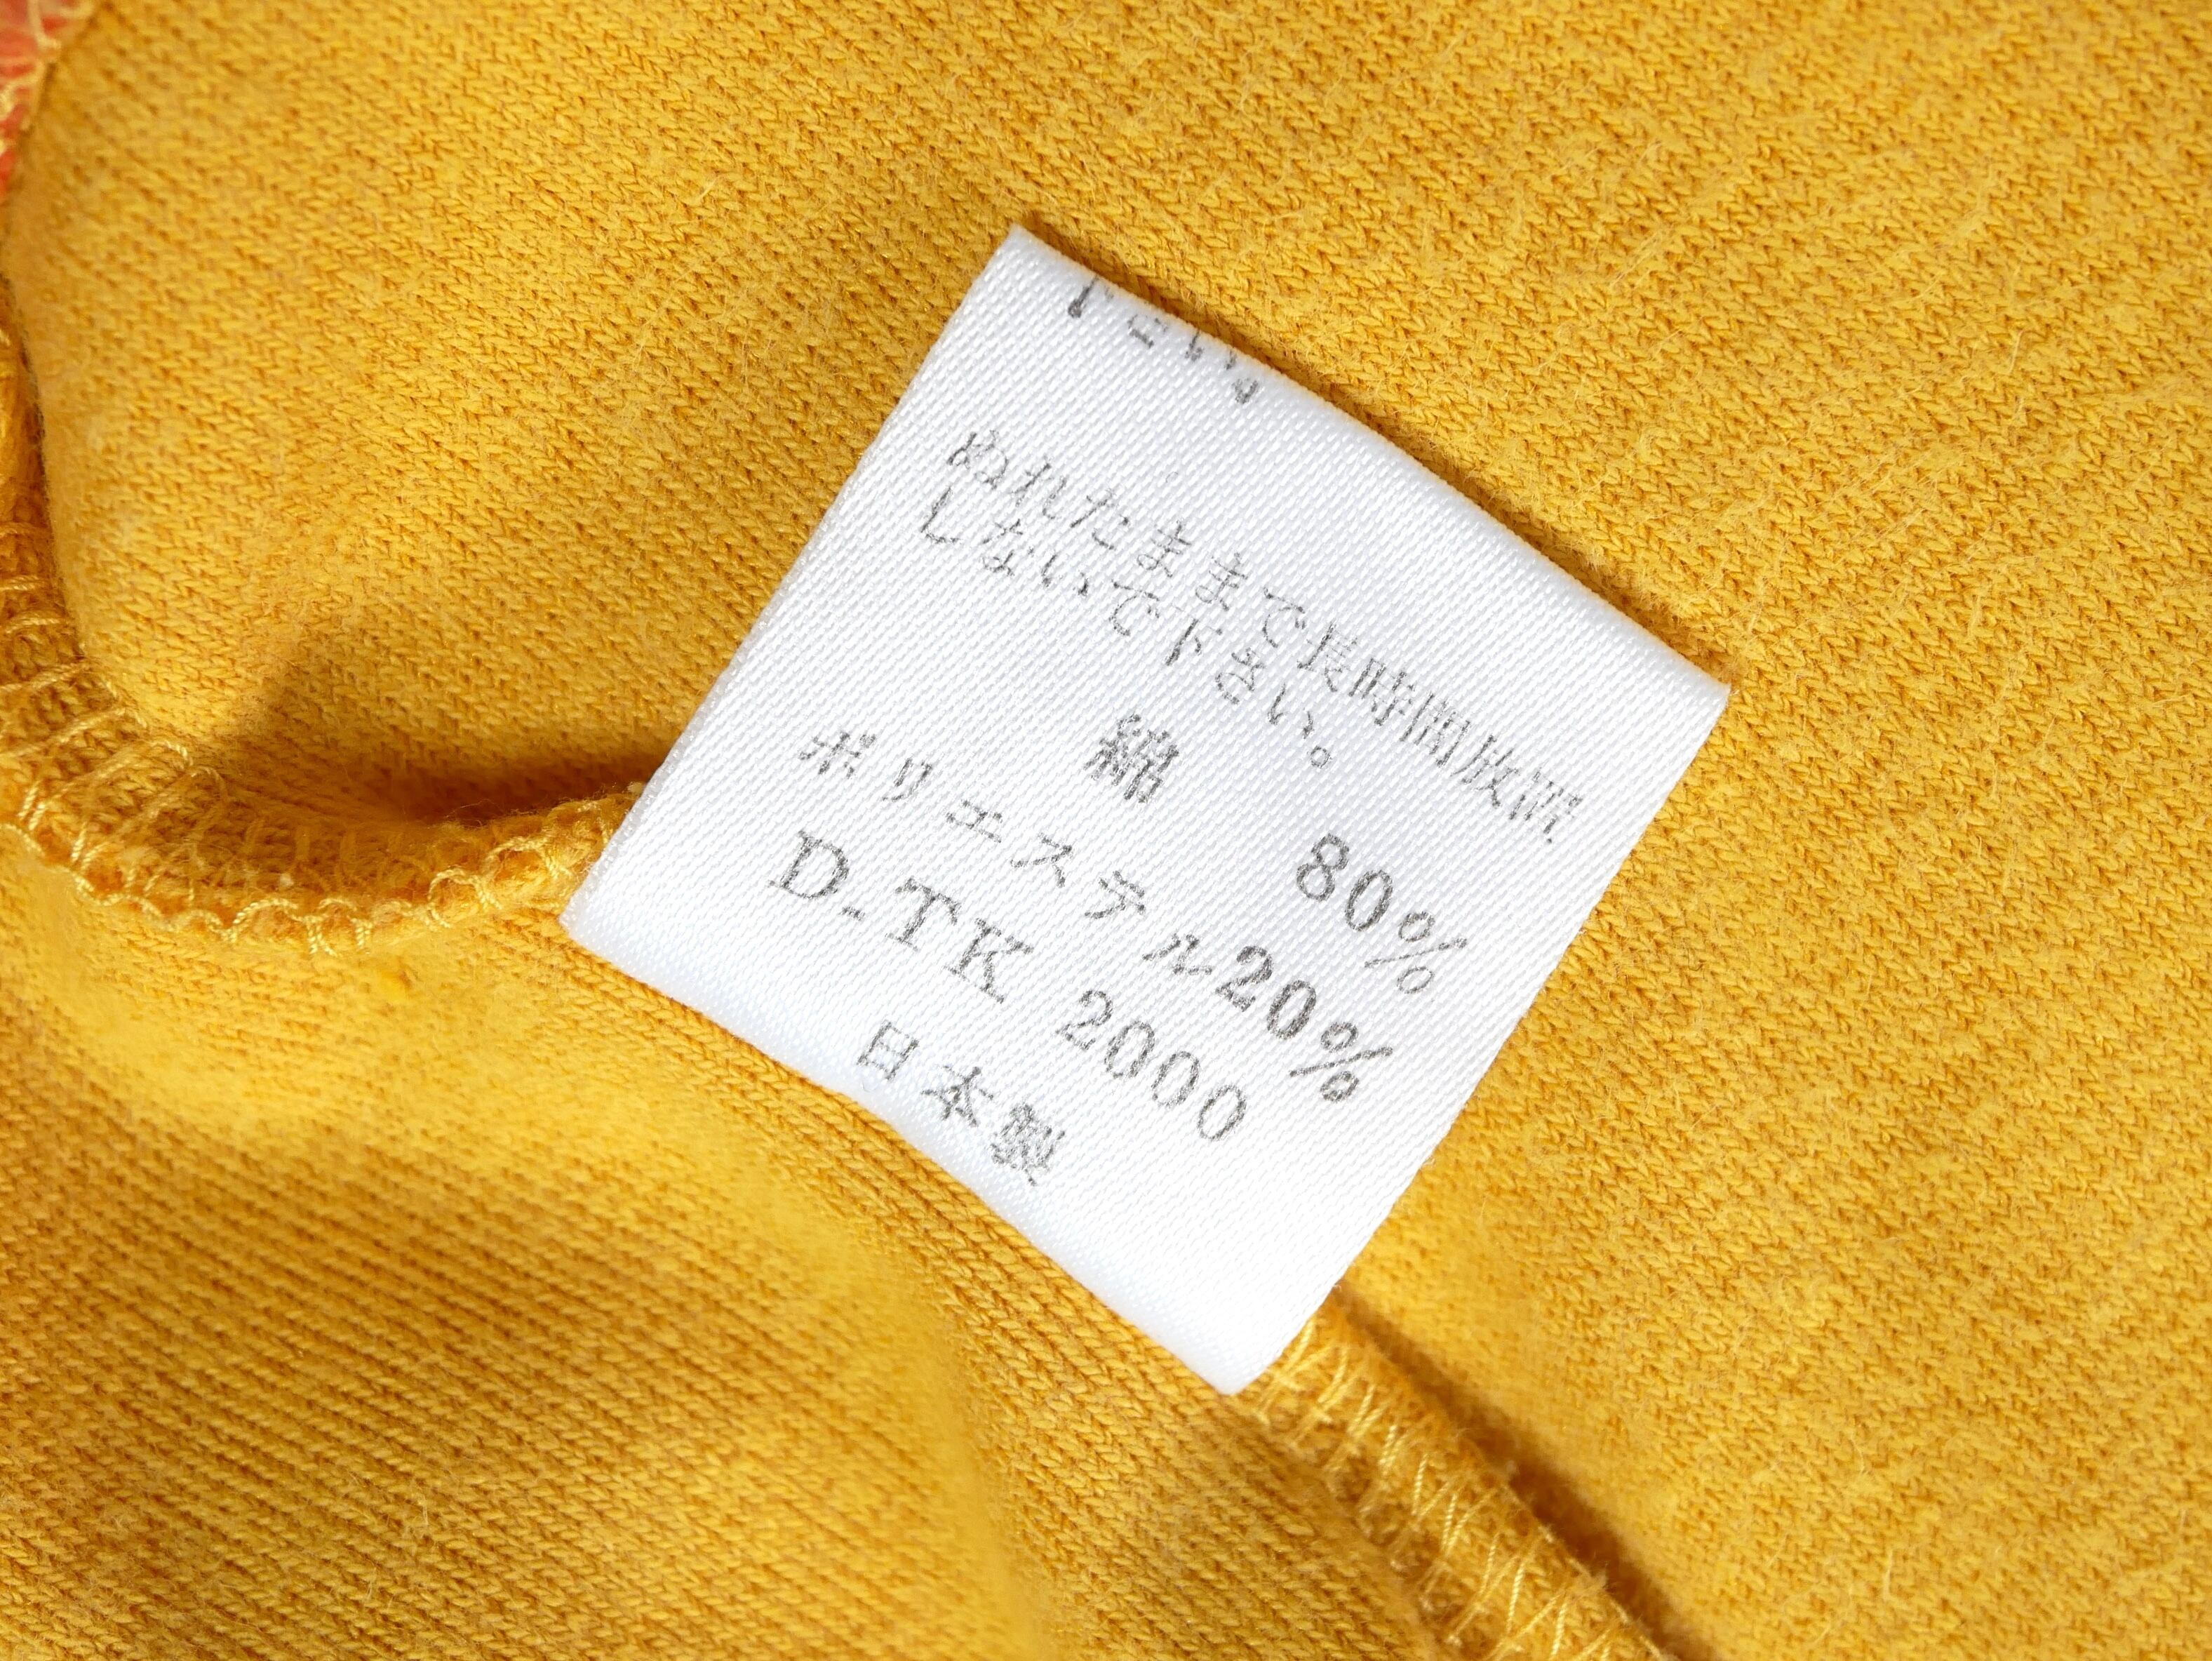 ぬれたままで長時間放置
しないで下さい。
綿 80%
ポリエステル20%
D-TK 2000
日本製